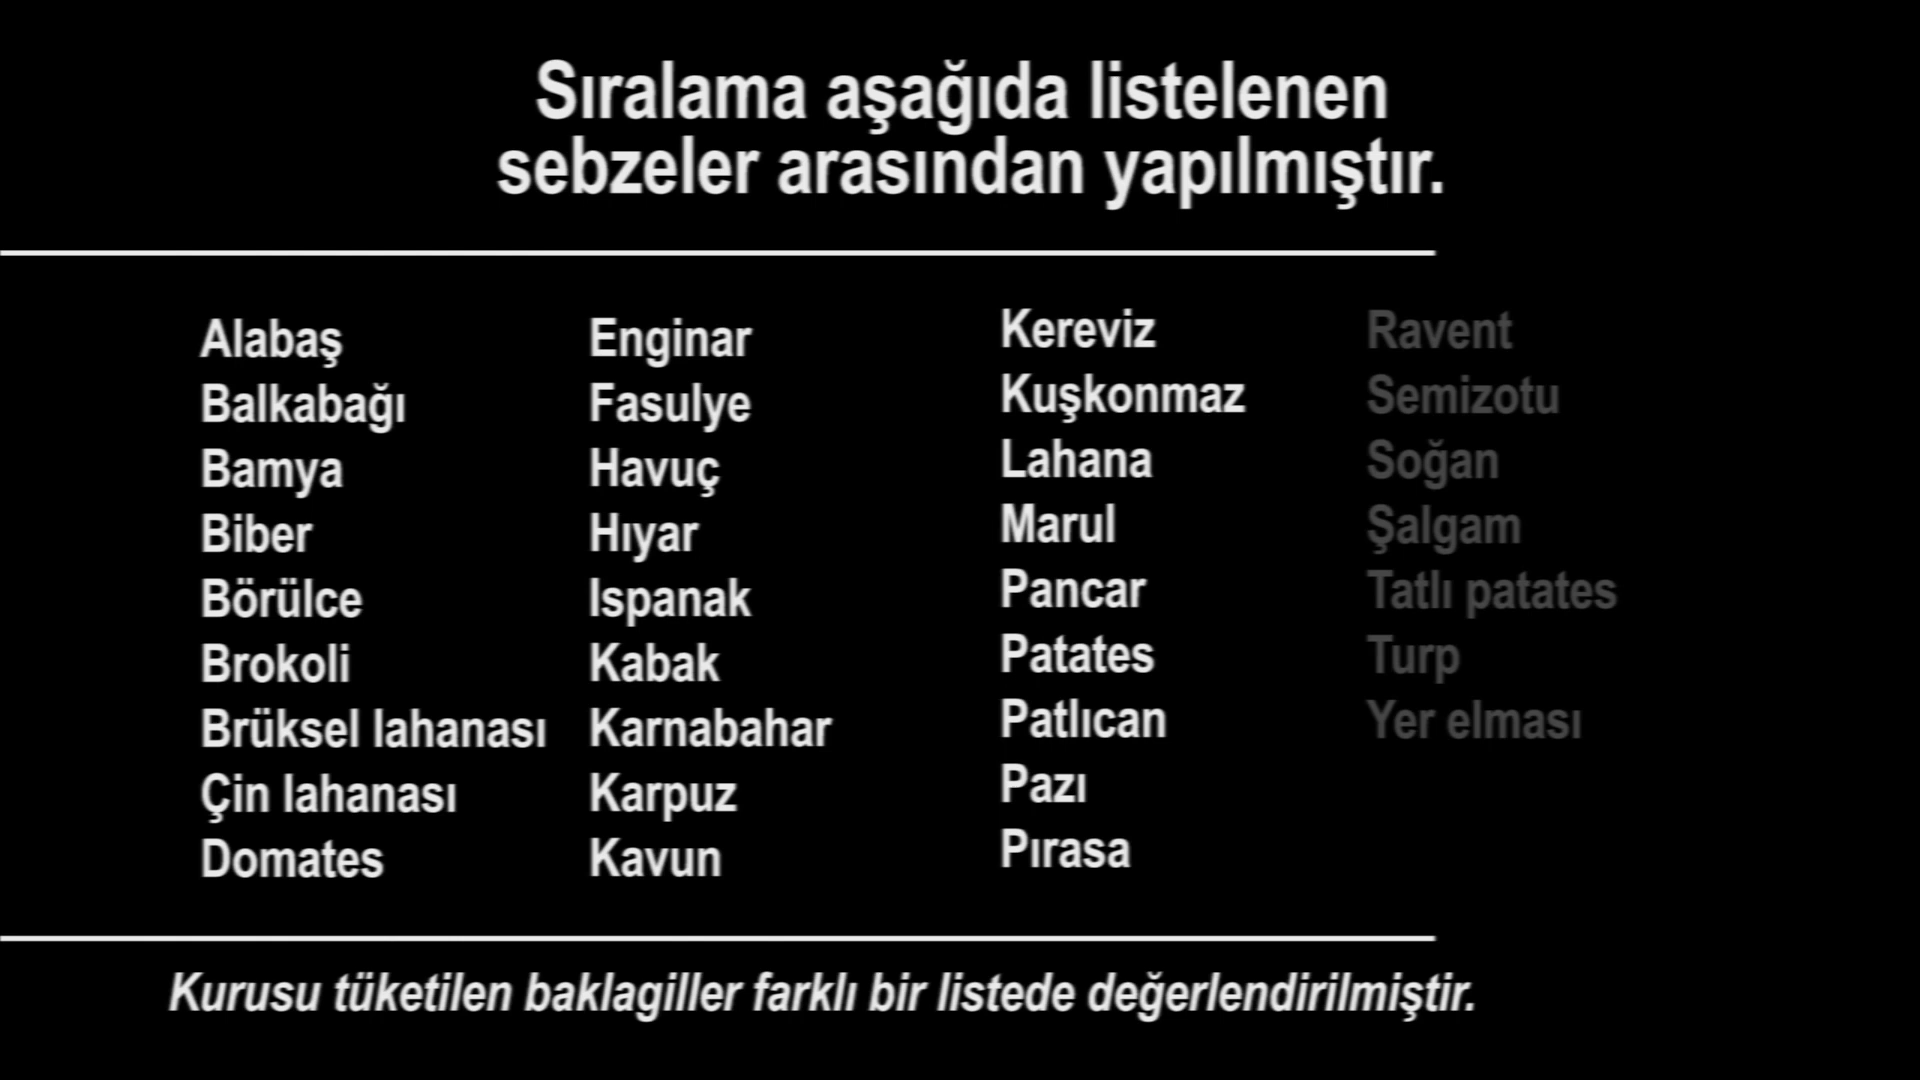 Sıralama aşağıda listelenen
sebzeler arasından yapılmıştır.
Alabaş
Balkabağı
Bamya
Biber
Börülce
Brokoli
Brüksel lahanası
Çin lahanası
Domates
Enginar
Fasulye
Havuç
Hıyar
Ispanak
Kabak
Karnabahar
Karpuz
Kavun
Kereviz
Kuşkonmaz
Lahana
Marul
Pancar
Patates
Patlıcan
Pazı
Pırasa
Ravent
Semizotu
Soğan
Şalgam
Tatlı patates
Turp
Yer elması
Kurusu tüketilen baklagiller farklı bir listede değerlendirilmiştir.